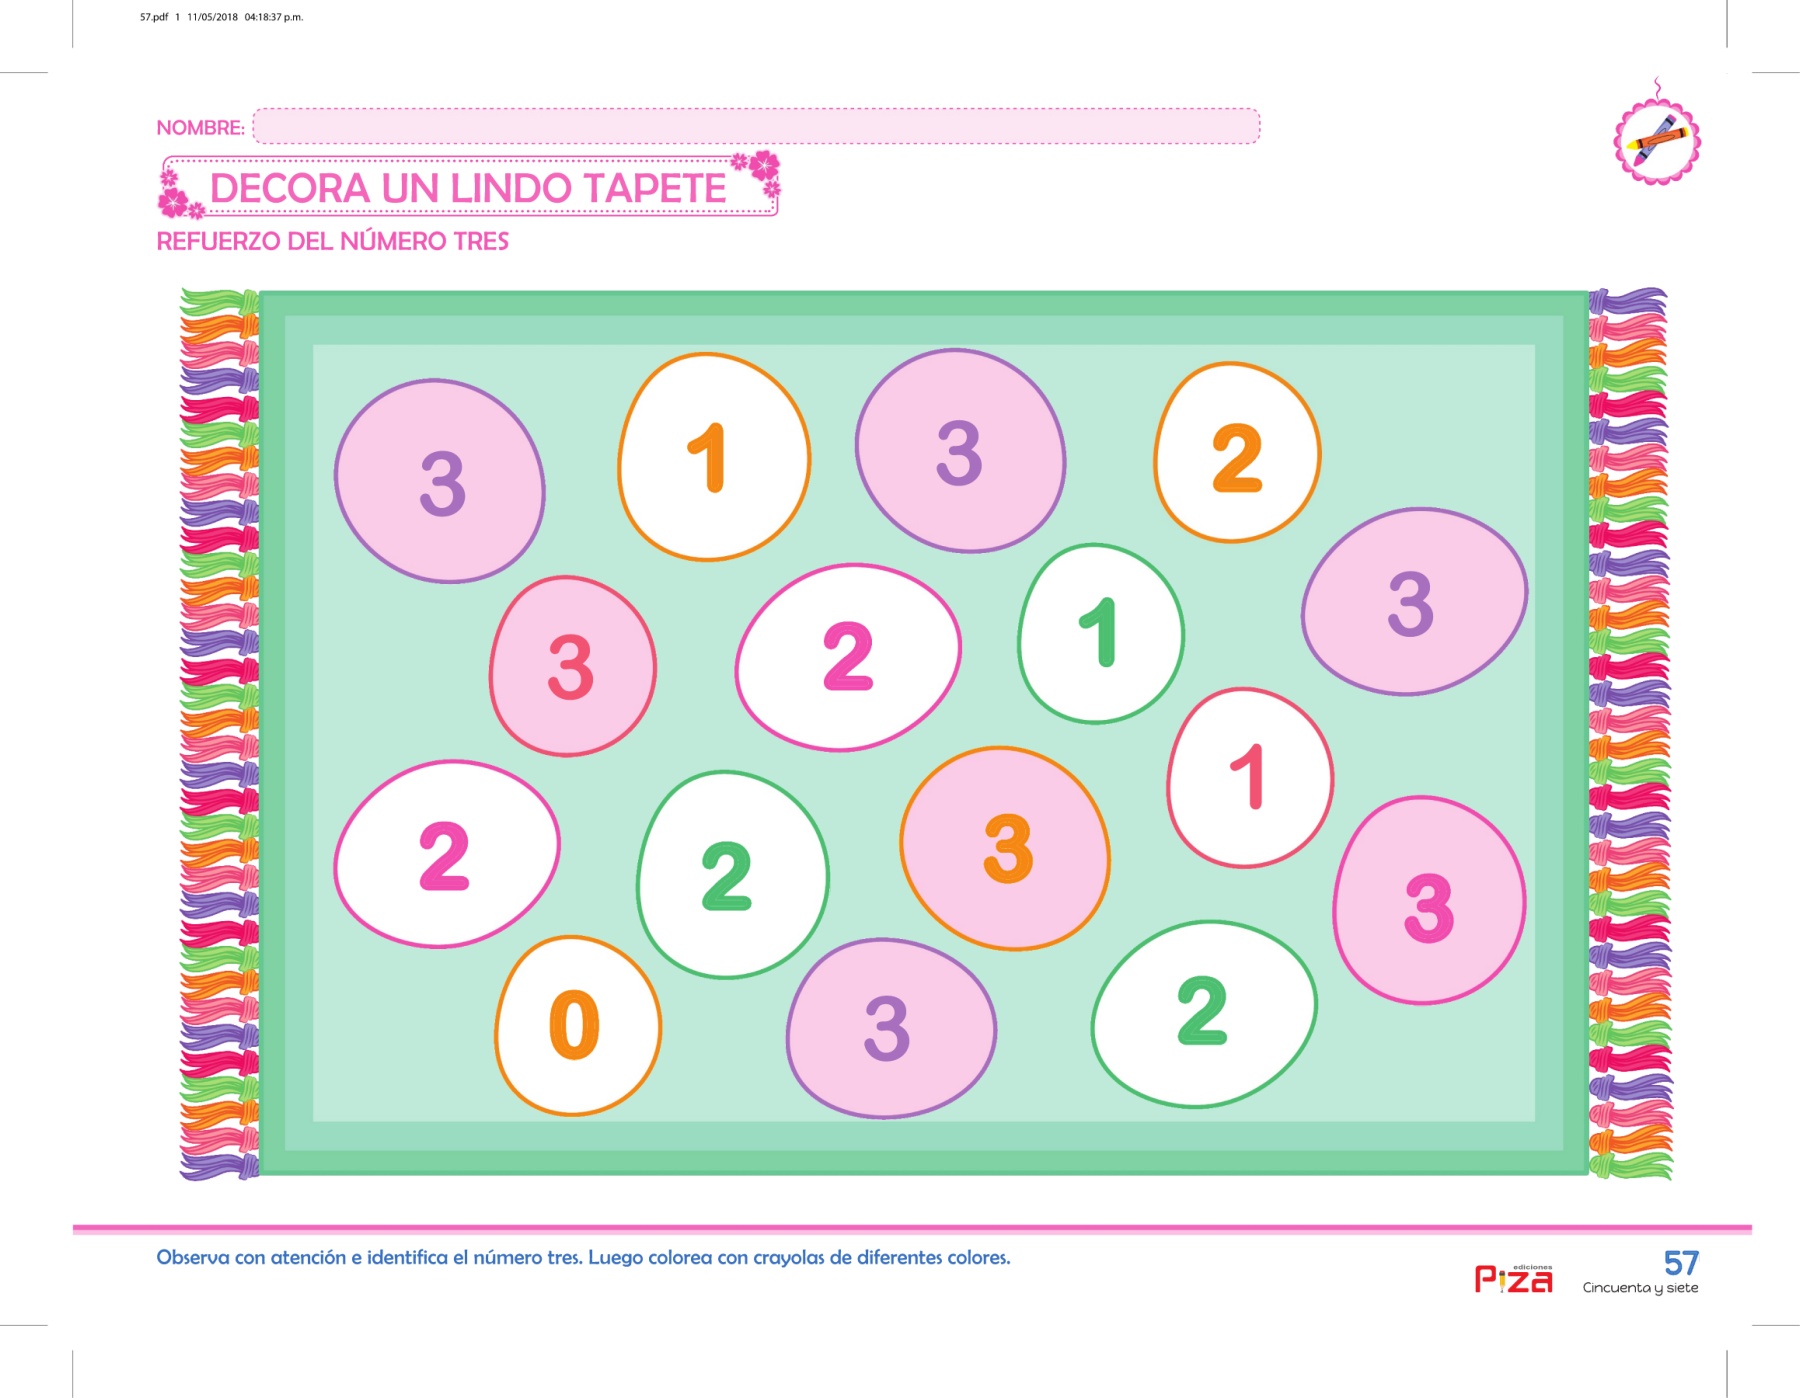 57.pdf 1 11/05/2018 04:18:37 p.m.
NOMBRE:
DECORA UN LINDO TAPETE
REFUERZO DEL NÚMERO TRES
3 1 3 2
3 2 1 3
2 2 3 1 3
0 3 2
Observa con atención e identifica el número tres. Luego colorea con crayolas de diferentes colores.
ediciones
Piza
57
Cincuenta y siete